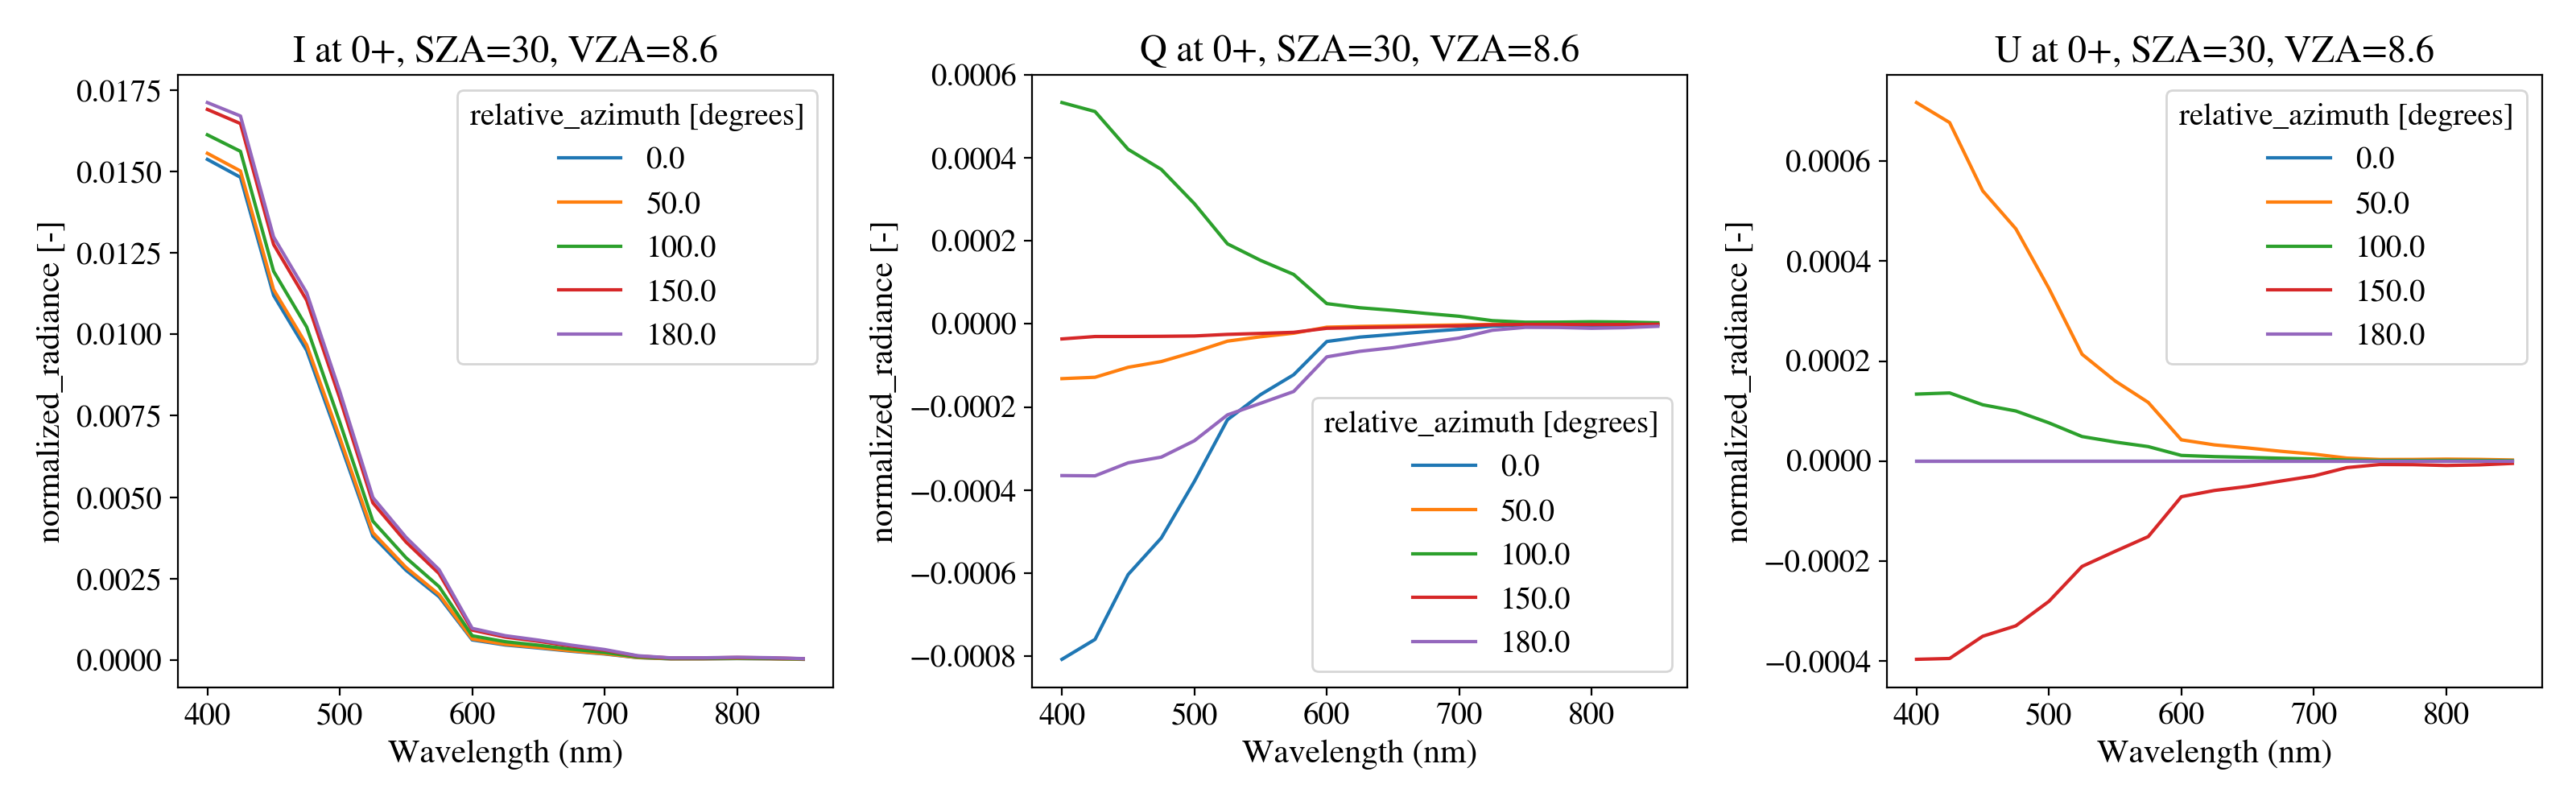 I at 0+, SZA=30, VZA=8.6
normalized_radiance [-]
0.0175
0.0150
0.0125
0.0100
0.0075
0.0050
0.0025
0.0000
relative_azimuth [degrees]
0.0
50.0
100.0
150.0
180.0
400 500 600 700 800
Wavelength (nm)
Q at 0+, SZA=30, VZA=8.6
normalized_radiance [-]
0.0006
0.0004
0.0002
0.0000
−0.0002
−0.0004
−0.0006
−0.0008
relative_azimuth [degrees]
0.0
50.0
100.0
150.0
180.0
400 500 600 700 800
Wavelength (nm)
U at 0+, SZA=30, VZA=8.6
normalized_radiance [-]
0.0006
0.0004
0.0002
0.0000
−0.0002
−0.0004
relative_azimuth [degrees]
0.0
50.0
100.0
150.0
180.0
400 500 600 700 800
Wavelength (nm)